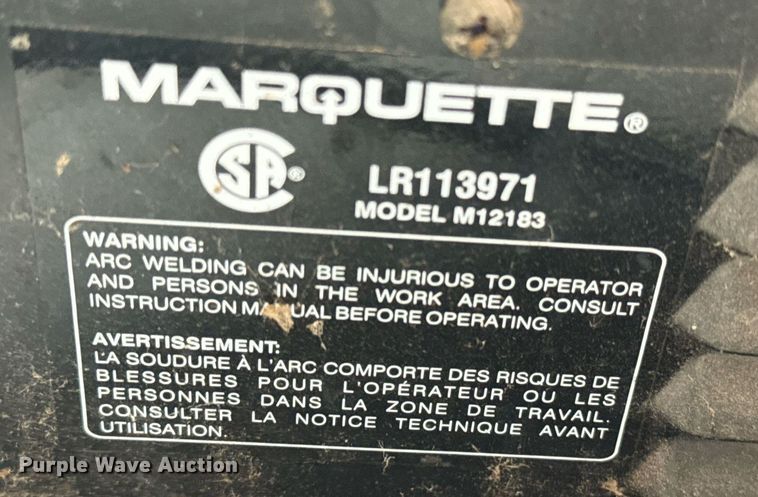 MARQUETTE®
CSA® LR113971
MODEL M12183
WARNING:
ARC WELDING CAN BE INJURIOUS TO OPERATOR
AND PERSONS IN THE WORK AREA. CONSULT
INSTRUCTION MANUAL BEFORE OPERATING.
AVERTISSEMENT:
LA SOUDURE À L'ARC COMPORTE DES RISQUES DE
BLESSURES POUR L'OPÉRATEUR OU LES
PERSONNES DANS LA ZONE DE TRAVAIL.
CONSULTER LA NOTICE TECHNIQUE AVANT
UTILISATION.
Purple Wave Auction